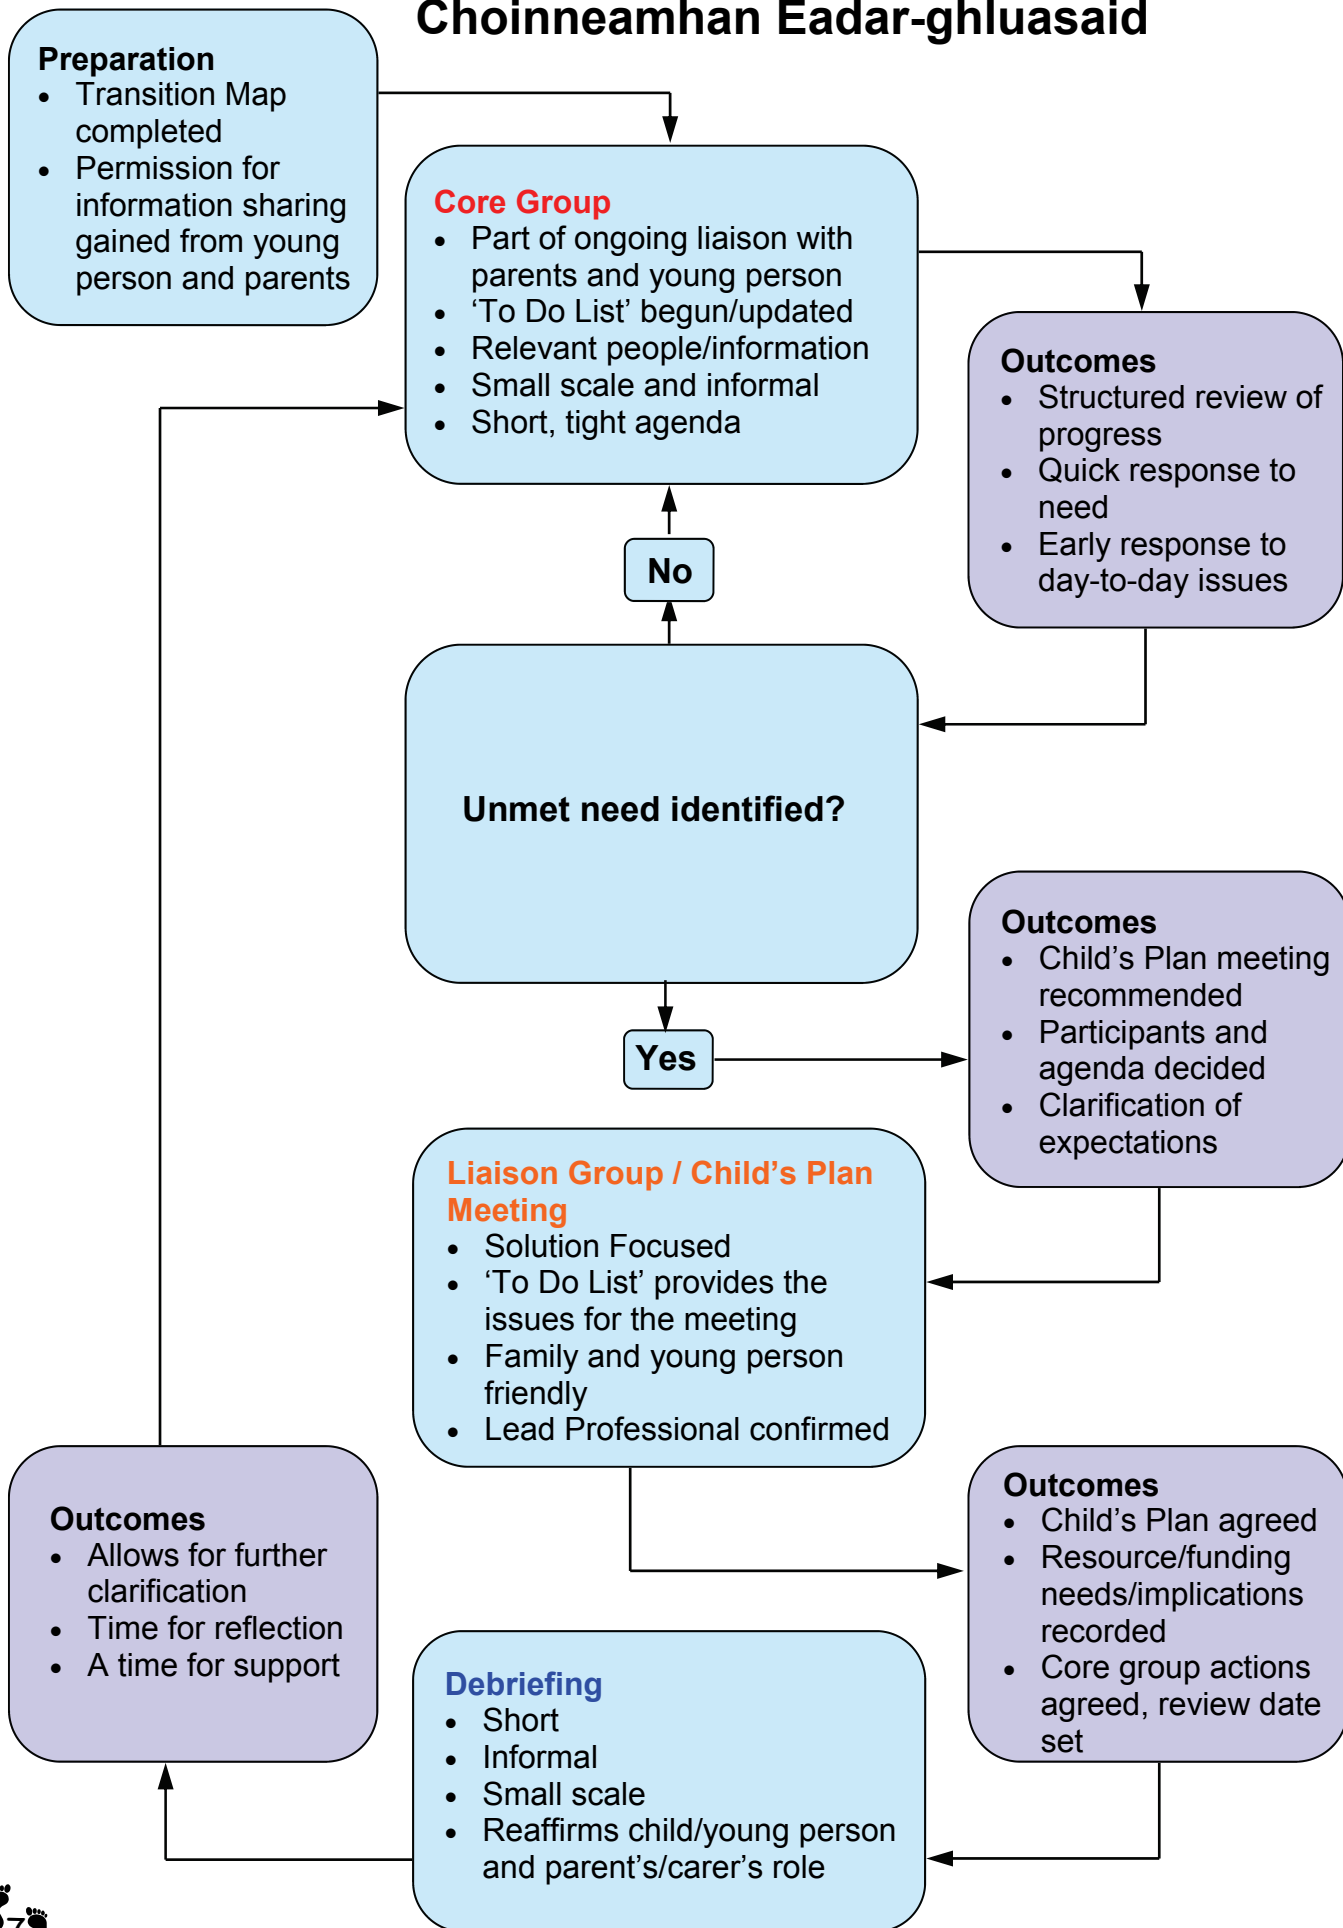 Choinneamhan Eadar-ghluasaid
Preparation
• Transition Map
completed
• Permission for
information sharing
gained from young
person and parents
Core Group
• Part of ongoing liaison with
parents and young person
• ‘To Do List’ begun/updated
• Relevant people/information
• Small scale and informal
• Short, tight agenda
Outcomes
• Structured review of
progress
• Quick response to
need
• Early response to
day-to-day issues
No
Unmet need identified?
Yes
Outcomes
• Child’s Plan meeting
recommended
• Participants and
agenda decided
• Clarification of
expectations
Liaison Group / Child’s Plan
Meeting
• Solution Focused
• ‘To Do List’ provides the
issues for the meeting
• Family and young person
friendly
• Lead Professional confirmed
Outcomes
• Child’s Plan agreed
• Resource/funding
needs/implications
recorded
• Core group actions
agreed, review date
set
Debriefing
• Short
• Informal
• Small scale
• Reaffirms child/young person
and parent’s/carer’s role
Outcomes
• Allows for further
clarification
• Time for reflection
• A time for support